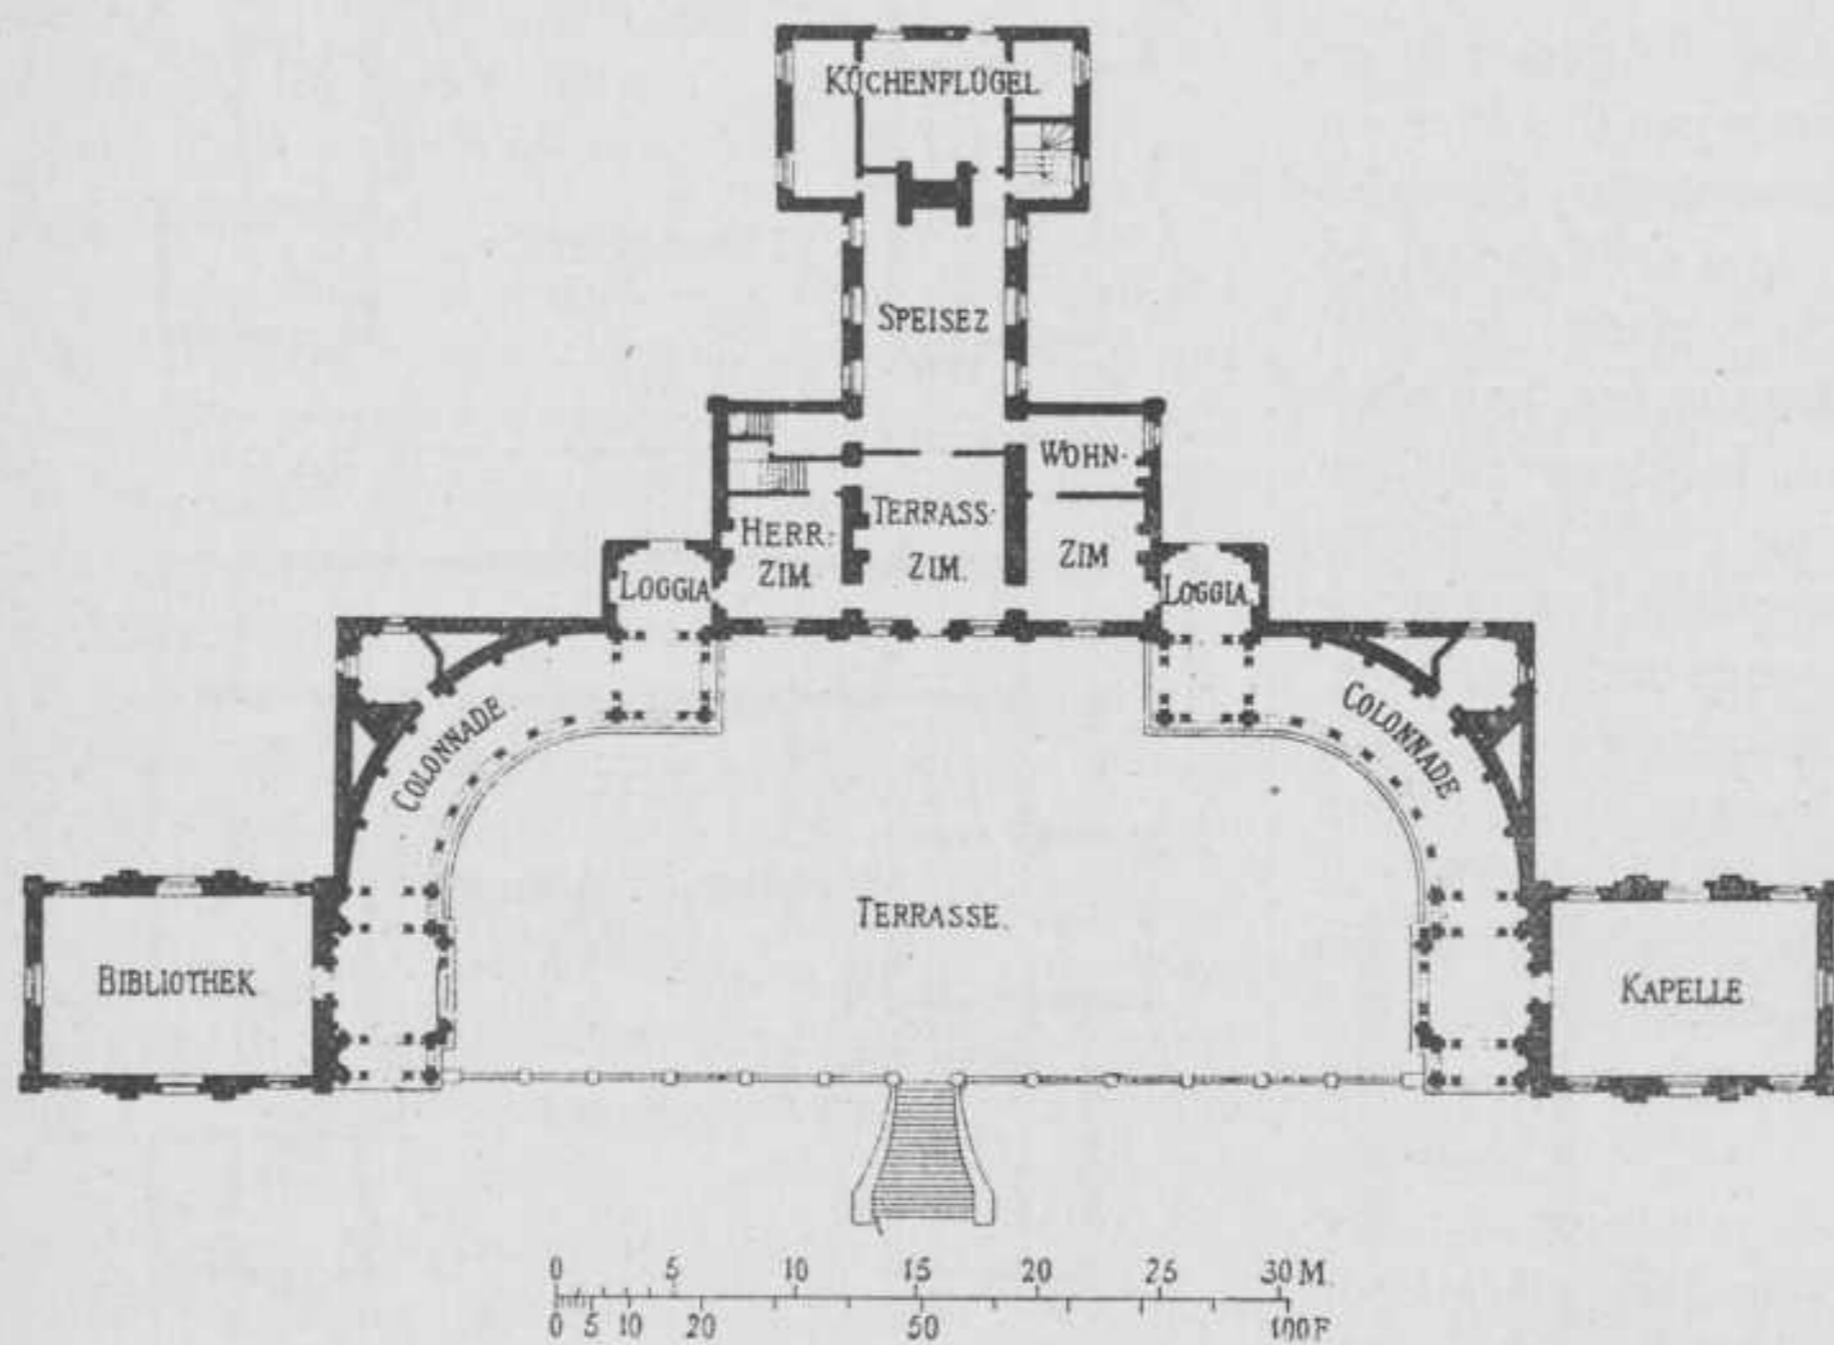 KÜCHENFLÜGEL
SPEISEZ
WOHN-
HERR-
ZIM.
TERRASS-
ZIM.
ZIM
LOGGIA
LOGGIA.
COLONNADE.
COLONNADE
TERRASSE.
BIBLIOTHEK
KAPELLE
0 5 10 15 20 25 30 M.
0 5 10 20 50 100 F